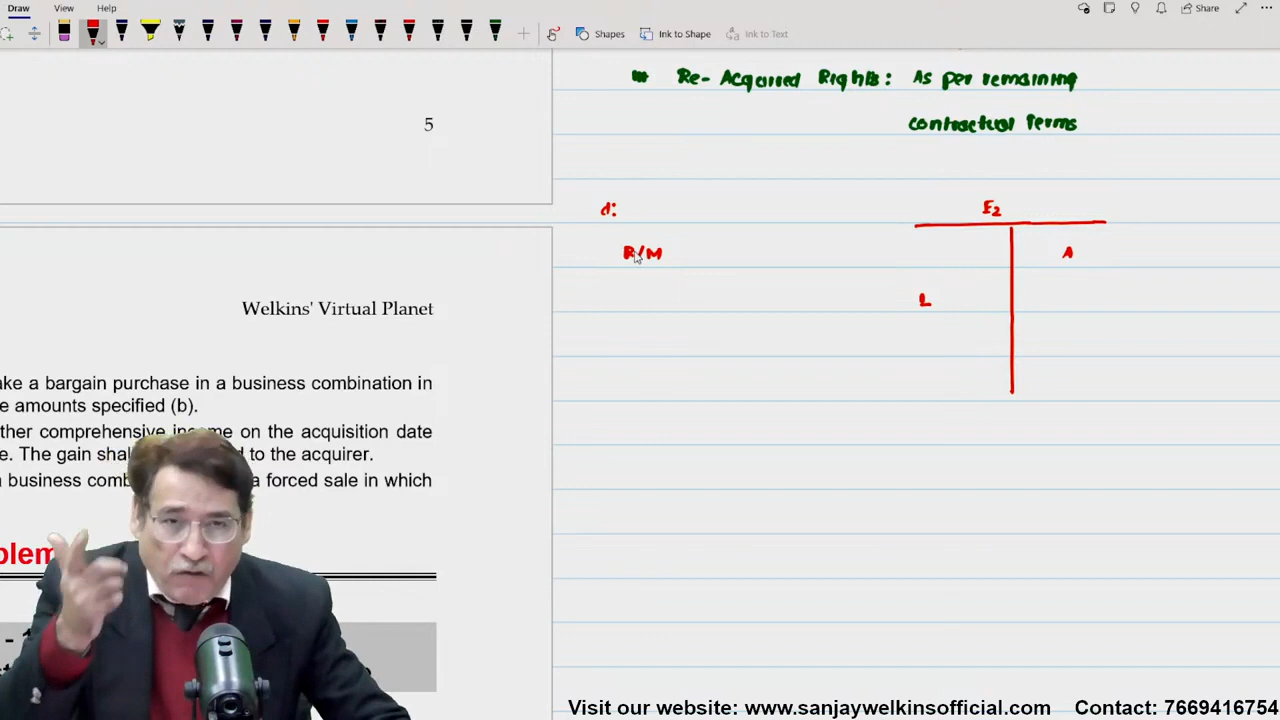 Draw View Help
Share
Shapes
Ink to Shape
Ink to Text
5
Welkins' Virtual Planet
ake a bargain purchase in a business combination in
e amounts specified (b).
ther comprehensive income on the acquisition date
e. The gain shal to the acquirer.
a business comb a forced sale in which
oblem
Re-Acquired Rights: As per remaining
contractual Terms
d:
R/M
E2
A
L
Visit our website: www.sanjaywelkinsofficial.com Contact: 7669416754